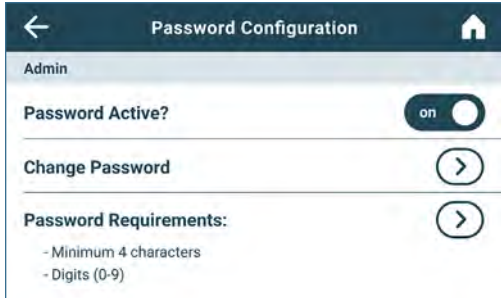 Password Configuration
Admin
Password Active?
on
Change Password
Password Requirements:
- Minimum 4 characters
- Digits (0-9)